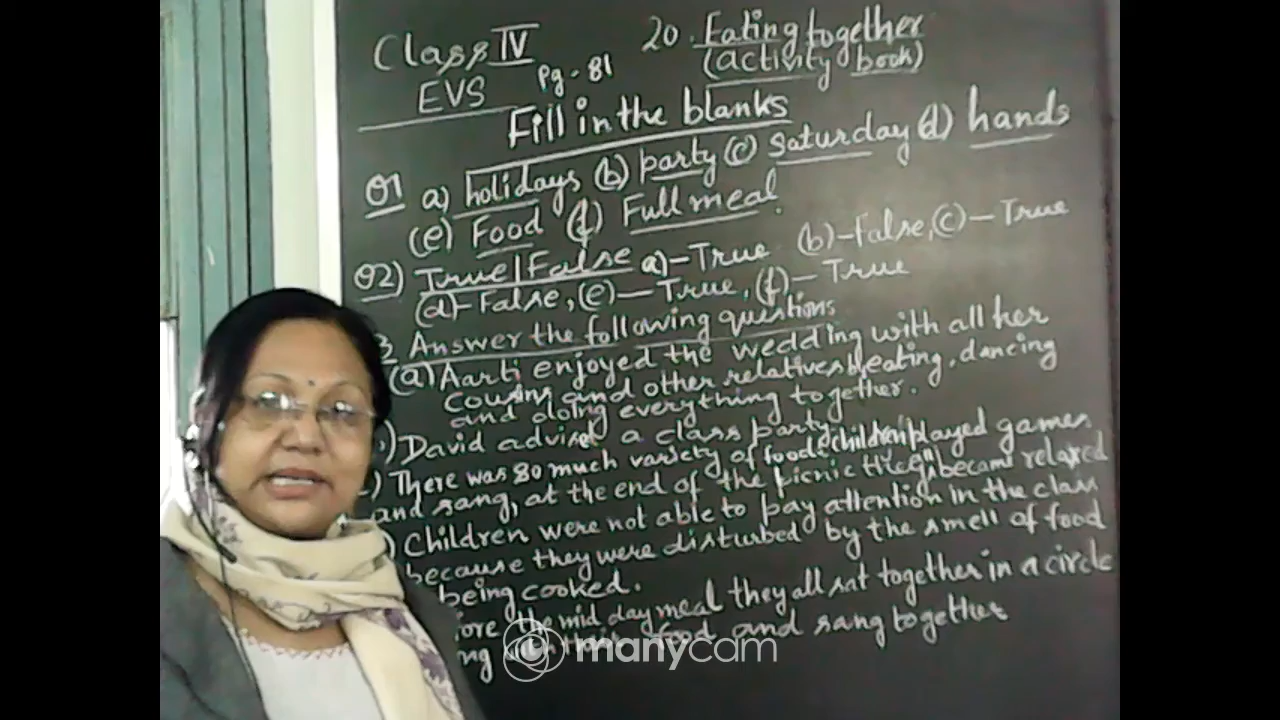 Class IV
20. Eating together
EVS
Pg - 81
(activity book)
Fill in the blanks
Q1 a) holidays (b) party (c) Saturday (d) hands
(e) Food (f) Full meal.
Q2) True/False a)-True (b)-False, (c)-True
(d)-False, (e)-True, (f)-True
3 Answer the following questions
(a) Aarti enjoyed the wedding with all her
cousins and other relatives eating, dancing
and doing everything together.
) David advised a class party.
) There was so much variety of food children played games
and sang, at the end of the picnic they became relaxed
) Children were not able to pay attention in the class
because they were disturbed by the smell of food
being cooked.
the mid day meal they all sat together in a circle
food and sang together
manycam